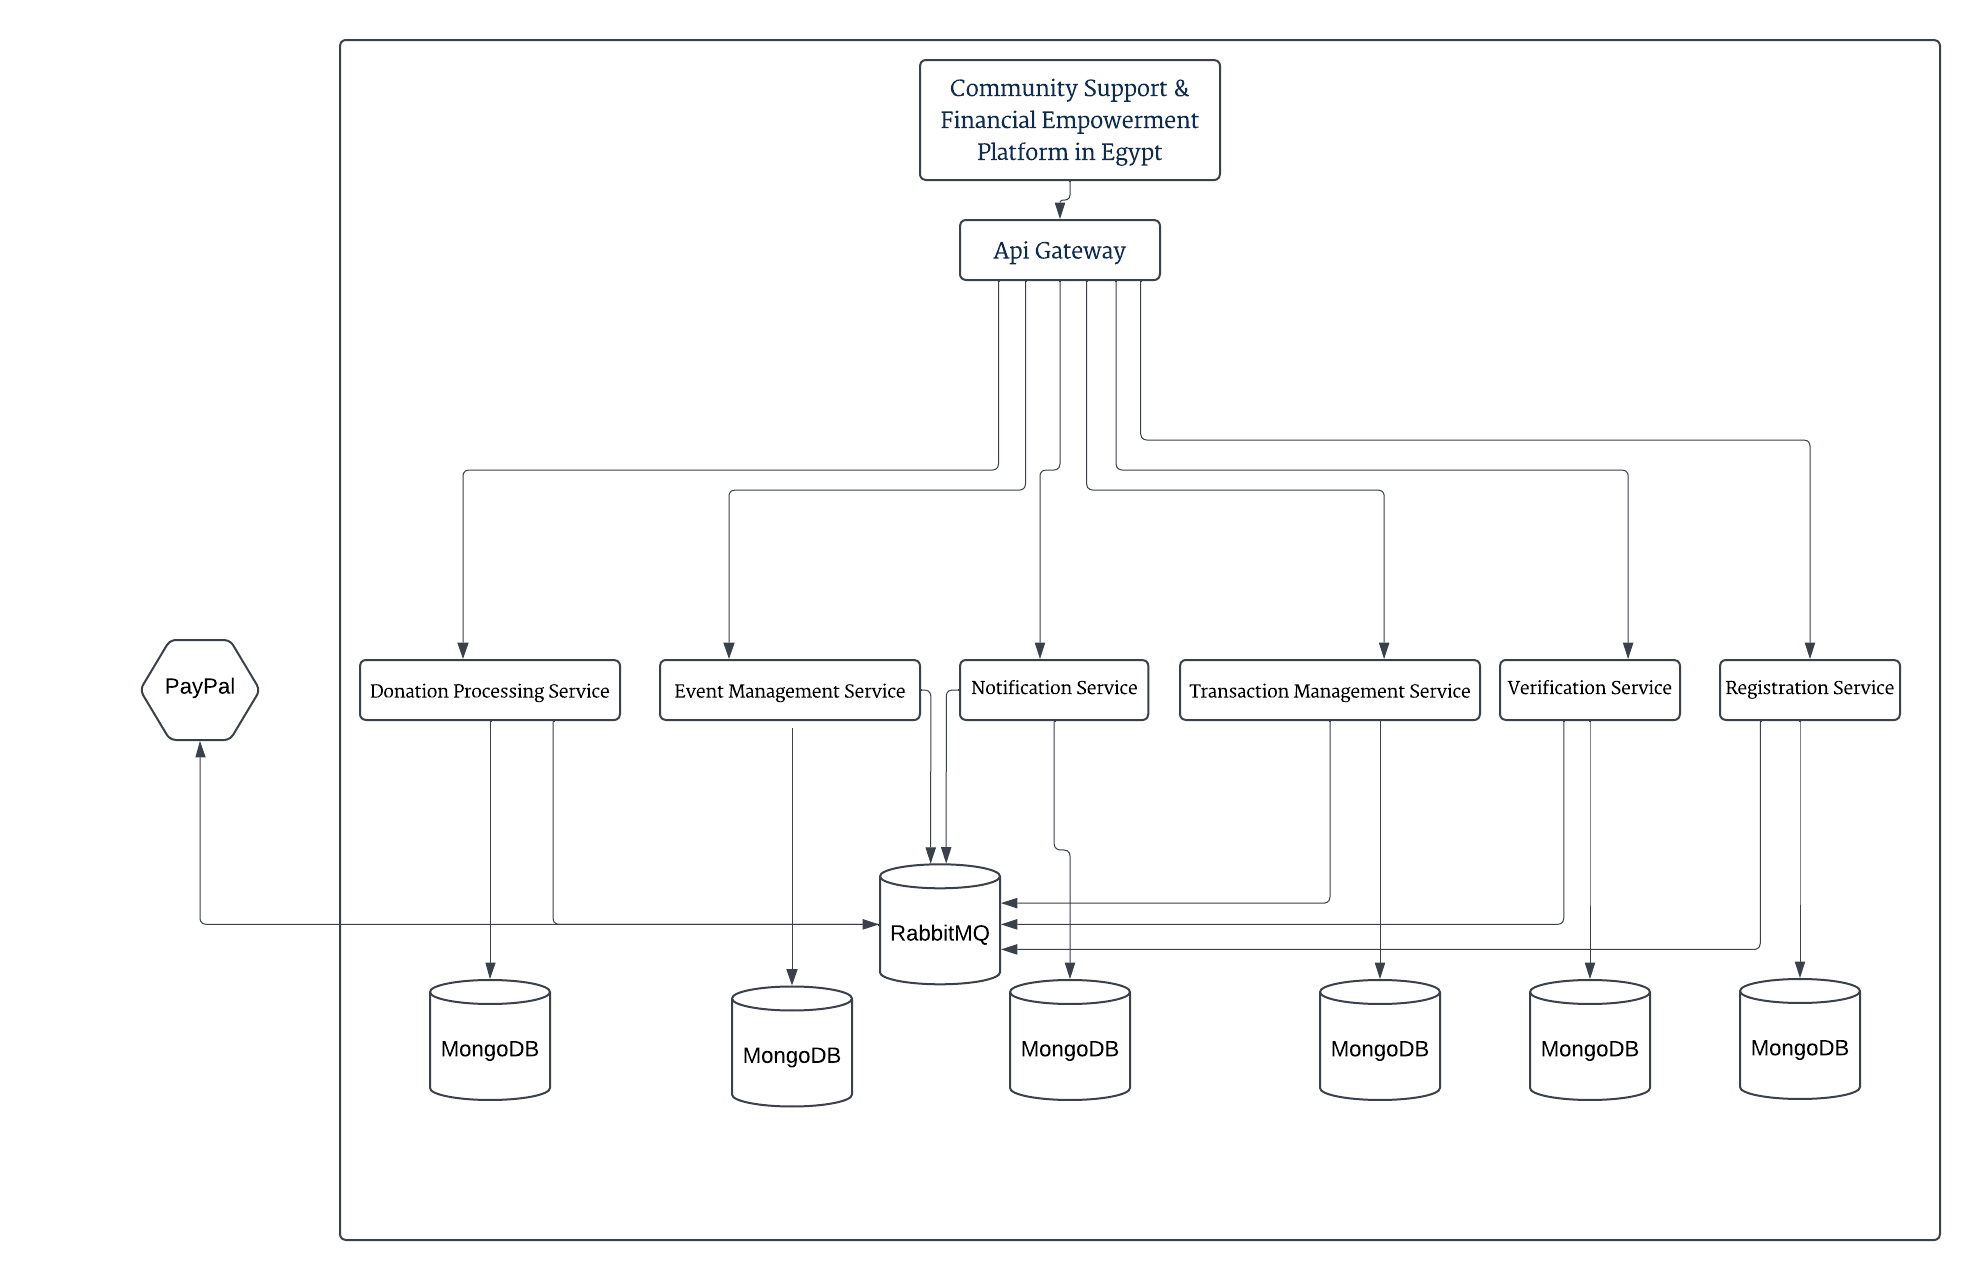 Community Support &
Financial Empowerment
Platform in Egypt
Api Gateway
PayPal
Donation Processing Service
Event Management Service
Notification Service
Transaction Management Service
Verification Service
Registration Service
RabbitMQ
MongoDB
MongoDB
MongoDB
MongoDB
MongoDB
MongoDB